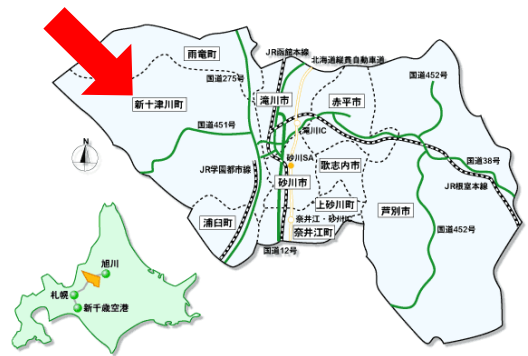 JR函館本線
雨竜町
北海道縦貫自動車道
国道275号
国道452号
新十津川町
滝川市
赤平市
国道451号
滝川IC
N
砂川SA
歌志内市
国道38号
JR学園都市線
砂川市
JR根室本線
上砂川町
芦別市
浦臼町
奈井江・砂川IC
奈井江町
国道452号
国道12号
旭川
札幌
新千歳空港